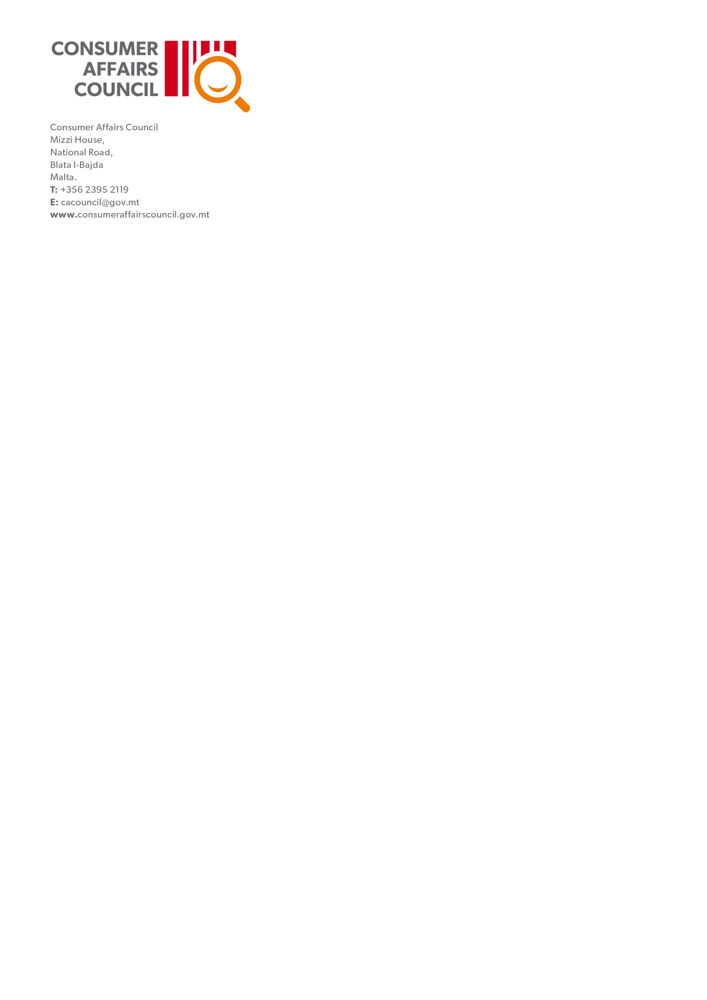 CONSUMER
AFFAIRS
COUNCIL
Consumer Affairs Council
Mizzi House,
National Road,
Blata l-Bajda
Malta.
T: +356 2395 2119
E: cacouncil@gov.mt
www.consumeraffairscouncil.gov.mt